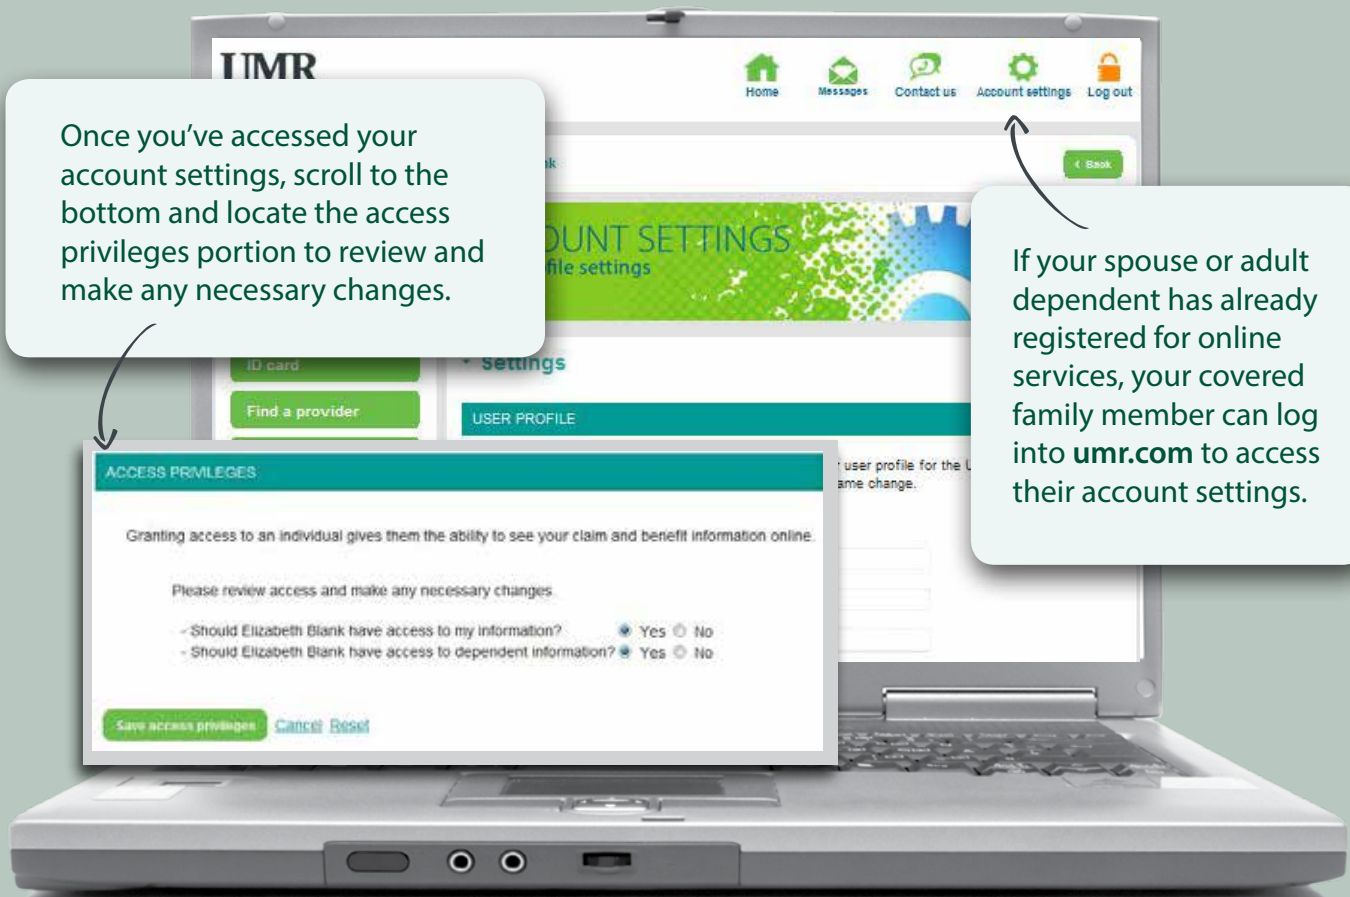 UMR
Home
Messages
Contact us
Account settings
Log out
Once you've accessed your
account settings, scroll to the
bottom and locate the access
privileges portion to review and
make any necessary changes.
Back
SETTINGS
settings
If your spouse or adult
dependent has already
registered for online
services, your covered
family member can log
into umr.com to access
their account settings.
ID card
Find a provider
Settings
USER PROFILE
user profile for the
change.
ACCESS PRIVILEGES
Granting access to an individual gives them the ability to see your claim and benefit information online.
Please review access and make any necessary changes.
- Should Elizabeth Blank have access to my information? Yes No
- Should Elizabeth Blank have access to dependent information? Yes No
Save access privileges Cancel Reset